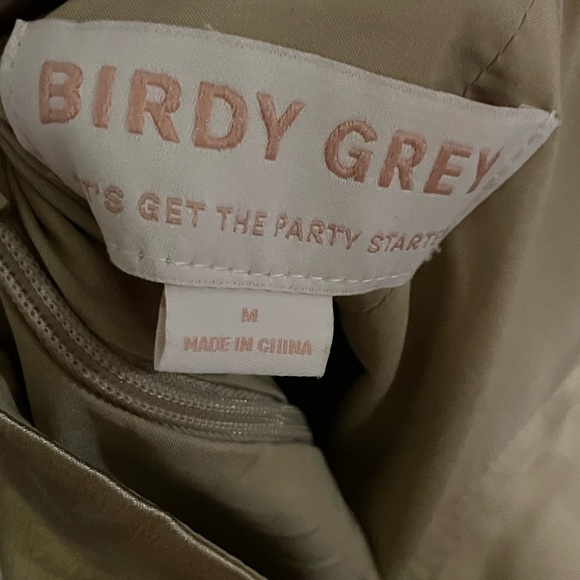 BIRDY GREY
GET THE PARTY
M
MADE IN CHINA